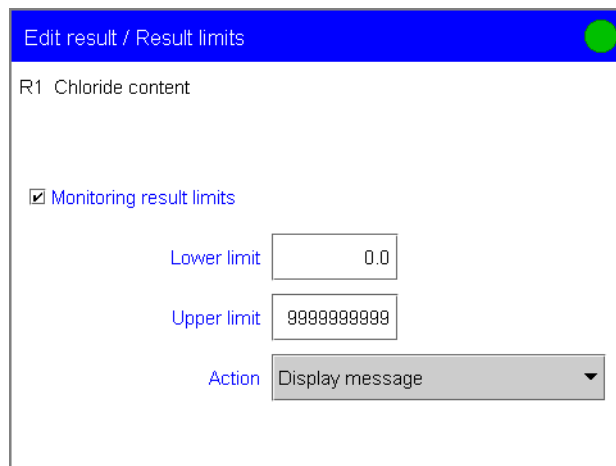 Edit result / Result limits
R1 Chloride content
Monitoring result limits
Lower limit 0.0
Upper limit 9999999999
Action Display message